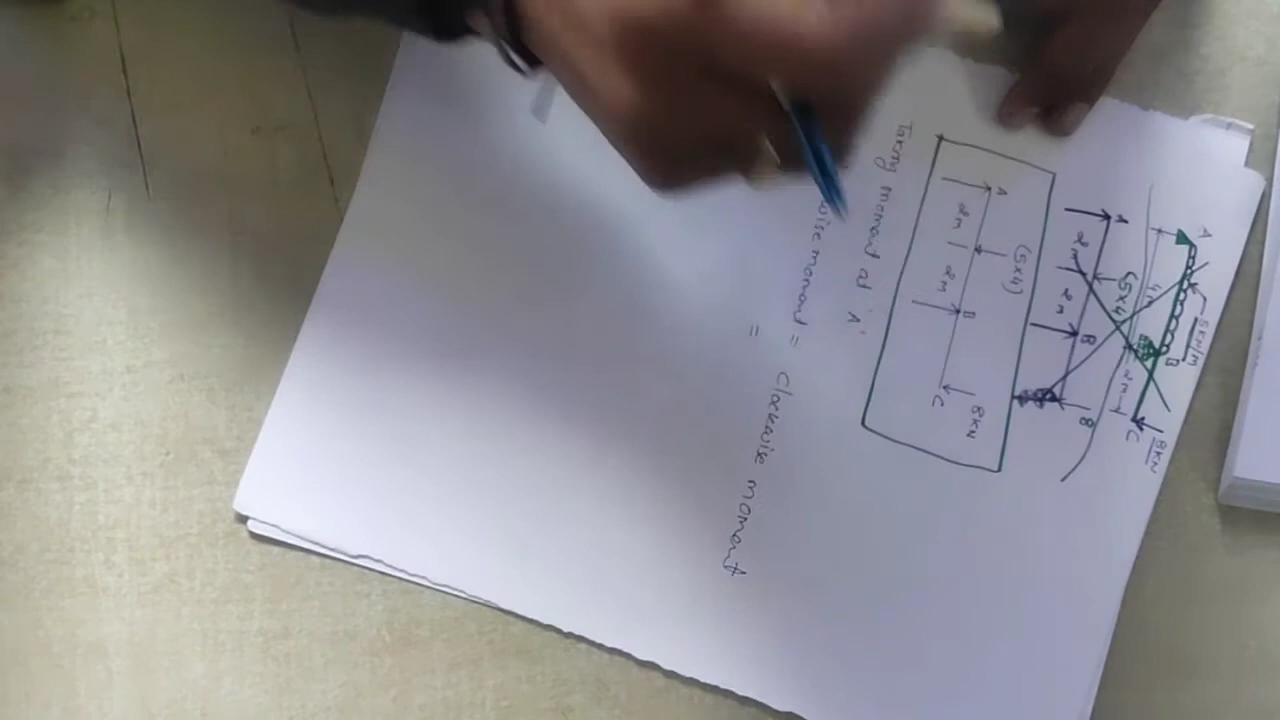 A 5KN/m B 8KN
4m 2m C
A (5x4) B 8
2m 2m
(5x4) 8KN
A B C
2m 2m
Taking moment at 'A'
wise moment = Clockwise moment
=